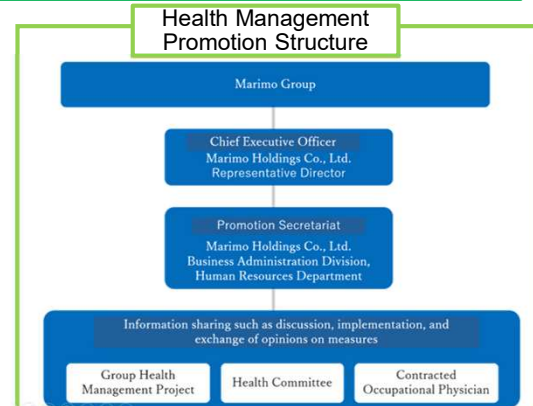 Health Management
Promotion Structure
Marimo Group
Chief Executive Officer
Marimo Holdings Co., Ltd.
Representative Director
Promotion Secretariat
Marimo Holdings Co., Ltd.
Business Administration Division,
Human Resources Department
Information sharing such as discussion, implementation, and
exchange of opinions on measures
Group Health
Management Project
Health Committee
Contracted
Occupational Physician